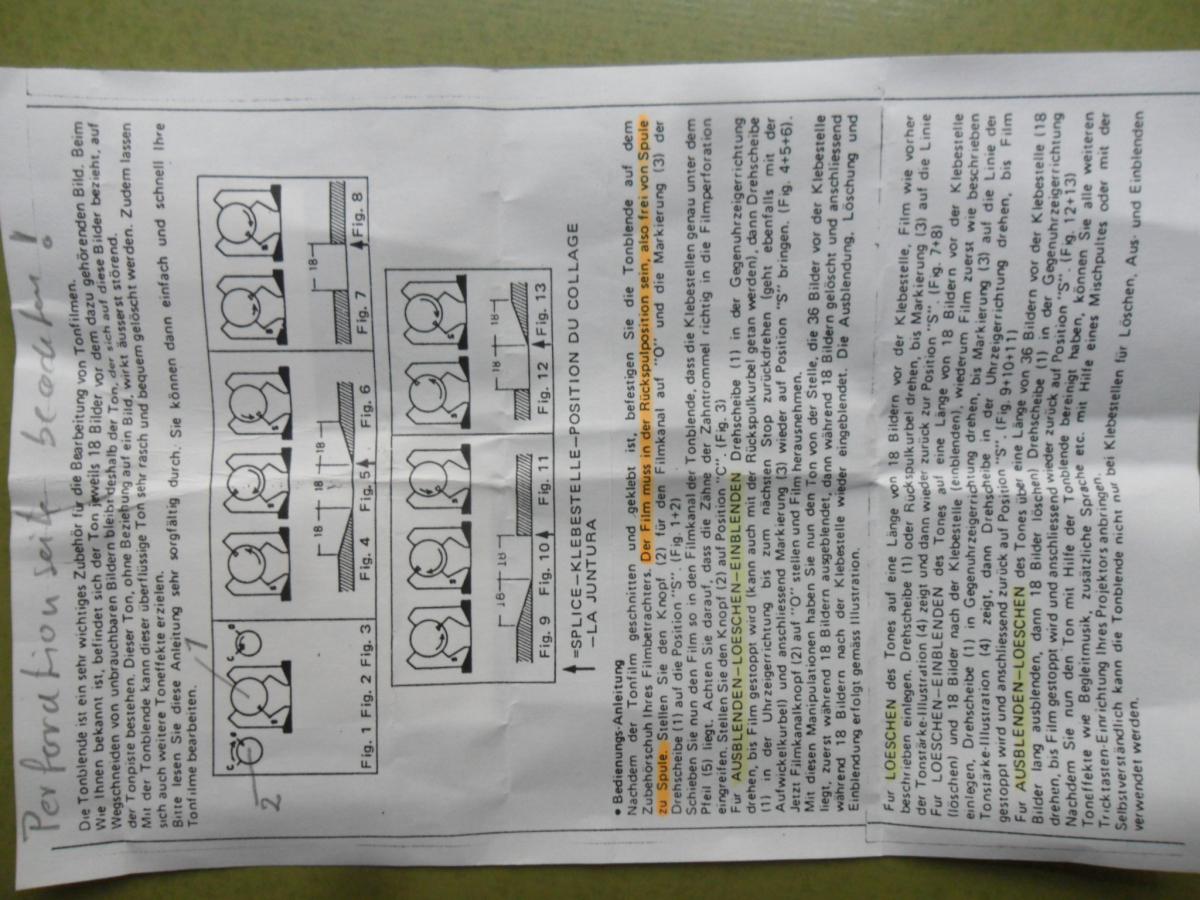 Perforationseite beachten!
Die Tonblende ist ein sehr wichtiges Zubehör für die Bearbeitung von Tonfilmen.
Wie Ihnen bekannt ist, befindet sich der Ton jeweils 18 Bilder vor dem dazu gehörenden Bild. Beim
Wegschneiden von unbrauchbaren Bildern bleibt deshalb der Ton, der sich auf diese Bilder bezieht, auf
der Tonpiste bestehen. Dieser Ton, ohne Beziehung auf ein Bild, wirkt äusserst störend.
Mit der Tonblende kann dieser überflüssige Ton sehr rasch und bequem gelöscht werden. Zudem lassen
sich auch weitere Toneffekte erzielen.
Bitte lesen Sie diese Anleitung sehr sorgfältig durch. Sie können dann einfach und schnell Ihre
Tonfilme bearbeiten.
1
2
"C"
"O"
Fig. 1 Fig. 2 Fig. 3
18
18
Fig. 4 Fig. 5 Fig. 6
18
Fig. 7 Fig. 8
18
Fig. 9 Fig. 10 Fig. 11
18
18
Fig. 12 Fig. 13
=SPLICE–KLEBESTELLE–POSITION DU COLLAGE
–LA JUNTURA
• Bedienungs-Anleitung
Nachdem der Tonfilm geschnitten und geklebt ist, befestigen Sie die Tonblende auf dem
Zubehörschuh Ihres Filmbetrachters. Der Film muss in der Rückspulposition sein, also frei von Spule
zu Spule. Stellen Sie den Knopf (2) für den Filmkanal auf "O" und die Markierung (3) der
Drehscheibe (1) auf die Position "S". (Fig. 1+2)
Schieben Sie nun den Film so in den Filmkanal der Tonblende, dass die Klebestellen genau unter dem
Pfeil (5) liegt. Achten Sie darauf, dass die Zähne der Zahntrommel richtig in die Filmperforation
eingreifen. Stellen Sie den Knopf (2) auf Position "C". (Fig. 3)
Für AUSBLENDEN–LOESCHEN–EINBLENDEN Drehscheibe (1) in der Gegenuhrzeigerrichtung
drehen, bis Film gestoppt wird (kann auch mit der Rückspulkurbel getan werden), dann Drehscheibe
(1) in der Uhrzeigerrichtung bis zum nächsten Stop zurückdrehen (geht ebenfalls mit der
Aufwickelkurbel) und anschliessend Markierung (3) wieder auf Position "S" bringen. (Fig. 4+5+6).
Jetzt Filmkanalknopf (2) auf "O" stellen und Film herausnehmen.
Mit diesen Manipulationen haben Sie nun den Ton von der Stelle, die 36 Bilder vor der Klebestelle
liegt, zuerst während 18 Bildern ausgeblendet, dann während 18 Bildern gelöscht und anschliessend
während 18 Bildern nach der Klebestelle wieder eingeblendet. Die Ausblendung, Löschung und
Einblendung erfolgt gemäss Illustration.
Für LOESCHEN des Tones auf eine Länge von 18 Bildern vor der Klebestelle, Film wie vorher
beschrieben einlegen. Drehscheibe (1) oder Rückspulkurbel drehen, bis Markierung (3) auf die Linie
der Tonstärke-Illustration (4) zeigt und dann wieder zurück zur Position "S". (Fig. 7+8)
Für LOESCHEN–EINBLENDEN des Tones auf eine Länge von 18 Bildern vor der Klebestelle
(löschen) und 18 Bilder nach der Klebestelle (einblenden), wiederum Film zuerst wie beschrieben
einlegen, Drehscheibe (1) in Gegenuhrzeigerrichtung drehen, bis Markierung (3) auf die Linie der
Tonstärke-Illustration (4) zeigt, dann Drehscheibe in der Uhrzeigerrichtung drehen, bis Film
gestoppt wird und anschliessend zurück auf Position "S". (Fig. 9+10+11)
Für AUSBLENDEN–LOESCHEN des Tones über eine Länge von 36 Bildern vor der Klebestelle (18
Bilder lang ausblenden, dann 18 Bilder löschen) Drehscheibe (1) in der Gegenuhrzeigerrichtung
drehen, bis Film gestoppt wird und anschliessend wieder zurück auf Position "S". (Fig. 12+13)
Nachdem Sie nun den Ton mit Hilfe der Tonblende bereinigt haben, können Sie alle weiteren
Toneffekte wie Begleitmusik, zusätzliche Sprache etc. mit Hilfe eines Mischpultes oder mit der
Tricktasten-Einrichtung Ihres Projektors anbringen.
Selbstverständlich kann die Tonblende nicht nur bei Klebestellen für Löschen, Aus- und Einblenden
verwendet werden.